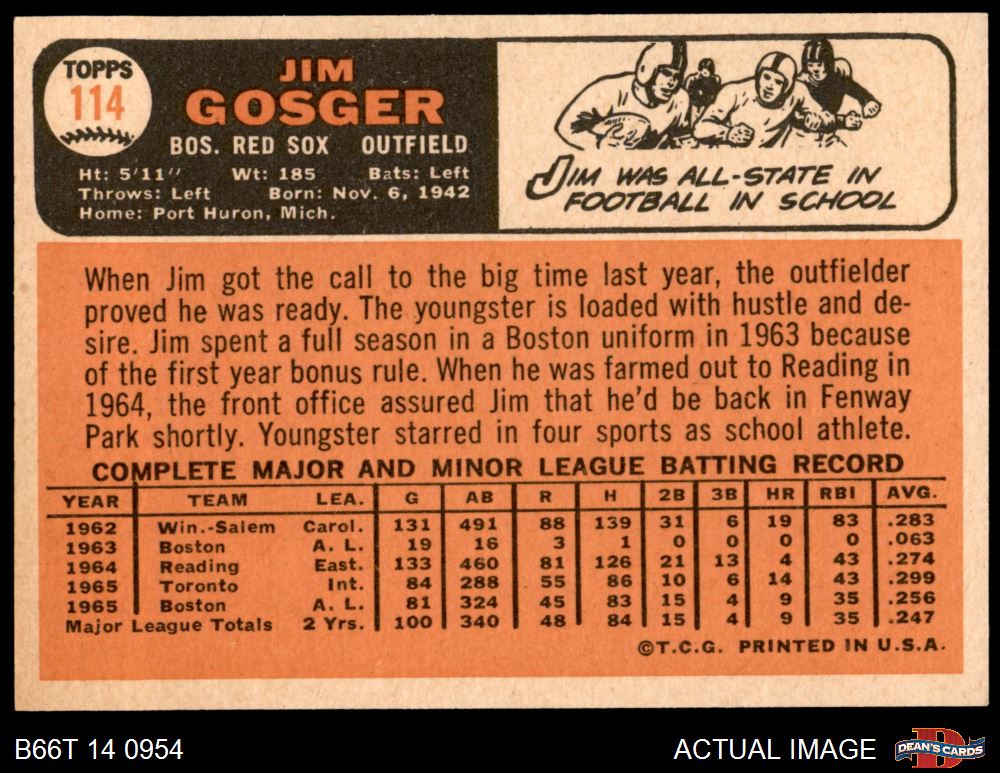 TOPPS
114
JIM
GOSGER
BOS. RED SOX OUTFIELD
Ht: 5'11" Wt: 185 Bats: Left
Throws: Left Born: Nov. 6, 1942
Home: Port Huron, Mich.
JIM WAS ALL-STATE IN
FOOTBALL IN SCHOOL
When Jim got the call to the big time last year, the outfielder
proved he was ready. The youngster is loaded with hustle and de-
sire. Jim spent a full season in a Boston uniform in 1963 because
of the first year bonus rule. When he was farmed out to Reading in
1964, the front office assured Jim that he'd be back in Fenway
Park shortly. Youngster starred in four sports as school athlete.
COMPLETE MAJOR AND MINOR LEAGUE BATTING RECORD
YEAR TEAM LEA. G AB R H 2B 3B HR RBI AVG.
1962 Win.-Salem Carol. 131 491 88 139 31 6 19 83 .283
1963 Boston A. L. 19 16 3 1 0 0 0 0 .063
1964 Reading East. 133 460 81 126 21 13 4 43 .274
1965 Toronto Int. 84 288 55 86 10 6 14 43 .299
1965 Boston A. L. 81 324 45 83 15 4 9 35 .256
Major League Totals 2 Yrs. 100 340 48 84 15 4 9 35 .247
©T.C.G. PRINTED IN U.S.A.
B66T 14 0954
ACTUAL IMAGE
D
DEAN'S CARDS